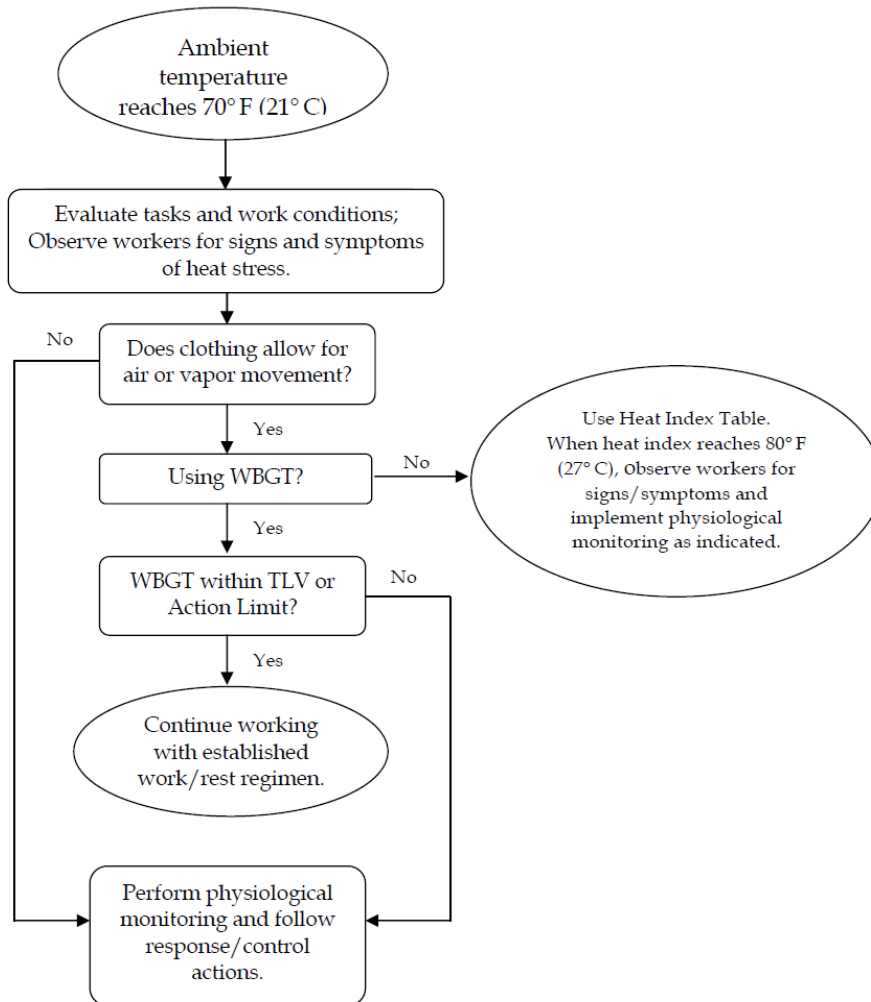 Ambient
temperature
reaches 70° F (21° C)
Evaluate tasks and work conditions;
Observe workers for signs and symptoms
of heat stress.
No
Does clothing allow for
air or vapor movement?
Yes
Using WBGT?
No
Use Heat Index Table.
When heat index reaches 80° F
(27° C), Observe workers for
signs/symptoms and
implement physiological
monitoring as indicated.
Yes
WBGT within TLV or
Action Limit?
No
Yes
Continue working
with established
work/rest regimen.
Perform physiological
monitoring and follow
response/control
actions.